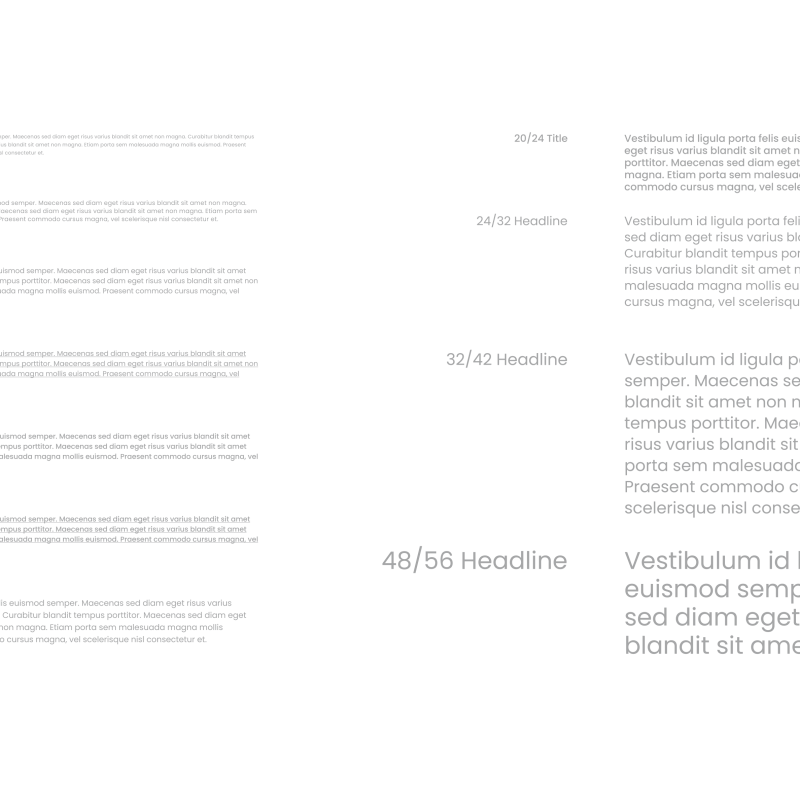 per. Maecenas sed diam eget risus varius blandit sit amet non magna. Curabitur blandit tempus
us blandit sit amet non magna. Etiam porta sem malesuada magna mollis euismod. Praesent
sl consectetur et.
od semper. Maecenas sed diam eget risus varius blandit sit amet non magna.
aecenas sed diam eget risus varius blandit sit amet non magna. Etiam porta sem
Praesent commodo cursus magna, vel scelerisque nisl consectetur et.
uismod semper. Maecenas sed diam eget risus varius blandit sit amet
mpus porttitor. Maecenas sed diam eget risus varius blandit sit amet non
ada magna mollis euismod. Praesent commodo cursus magna, vel
uismod semper. Maecenas sed diam eget risus varius blandit sit amet
mpus porttitor. Maecenas sed diam eget risus varius blandit sit amet non
ada magna mollis euismod. Praesent commodo cursus magna, vel
uismod semper. Maecenas sed diam eget risus varius blandit sit amet
mpus porttitor. Maecenas sed diam eget risus varius blandit sit amet
alesuada magna mollis euismod. Praesent commodo cursus magna, vel
uismod semper. Maecenas sed diam eget risus varius blandit sit amet
mpus porttitor. Maecenas sed diam eget risus varius blandit sit amet
alesuada magna mollis euismod. Praesent commodo cursus magna, vel
is euismod semper. Maecenas sed diam eget risus varius
Curabitur blandit tempus porttitor. Maecenas sed diam eget
non magna. Etiam porta sem malesuada magna mollis
o cursus magna, vel scelerisque nisl consectetur et.
20/24 Title
Vestibulum id ligula porta felis euis
eget risus varius blandit sit amet n
porttitor. Maecenas sed diam eget
magna. Etiam porta sem malesua
commodo cursus magna, vel scele
24/32 Headline
Vestibulum id ligula porta feli
sed diam eget risus varius bla
Curabitur blandit tempus por
risus varius blandit sit amet n
malesuada magna mollis eu
cursus magna, vel scelerisqu
32/42 Headline
Vestibulum id ligula p
semper. Maecenas se
blandit sit amet non m
tempus porttitor. Maec
risus varius blandit sit
porta sem malesuada
Praesent commodo c
scelerisque nisl conse
48/56 Headline
Vestibulum id l
euismod semp
sed diam eget
blandit sit ame